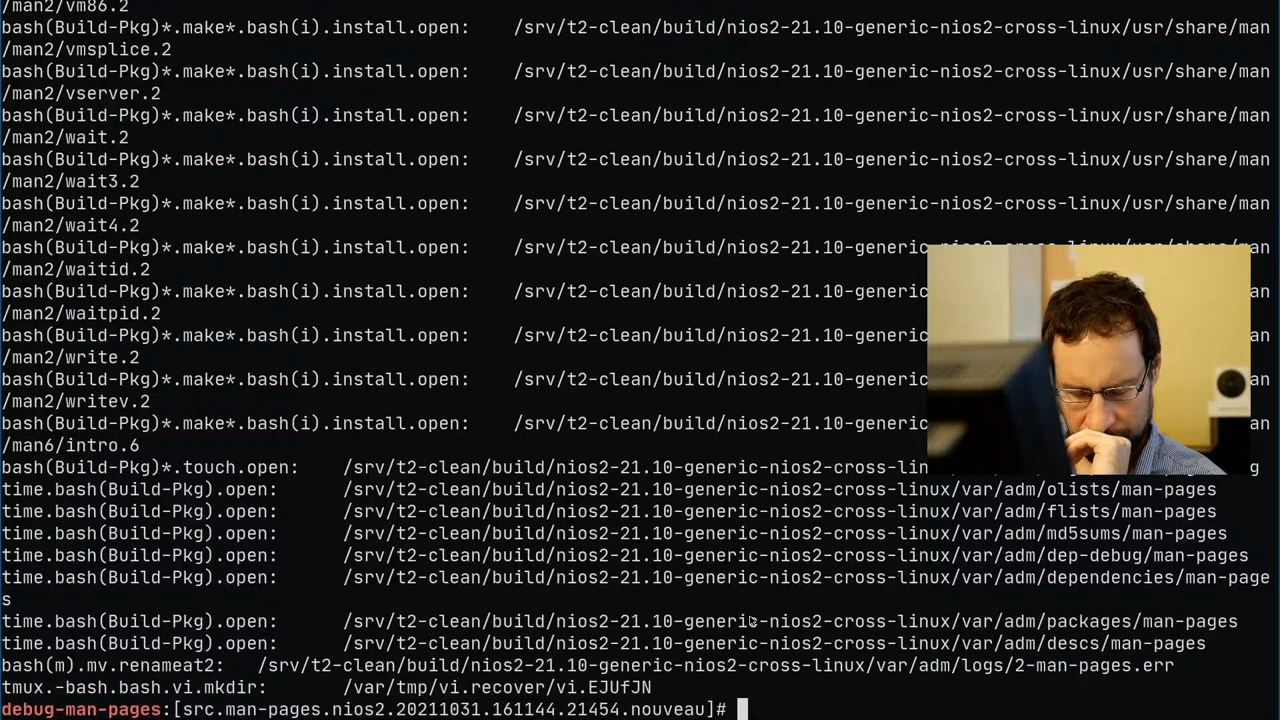 /man2/vm86.2
bash(Build-Pkg)*.make*.bash(i).install.open:    /srv/t2-clean/build/nios2-21.10-generic-nios2-cross-linux/usr/share/man
/man2/vmsplice.2
bash(Build-Pkg)*.make*.bash(i).install.open:    /srv/t2-clean/build/nios2-21.10-generic-nios2-cross-linux/usr/share/man
/man2/vserver.2
bash(Build-Pkg)*.make*.bash(i).install.open:    /srv/t2-clean/build/nios2-21.10-generic-nios2-cross-linux/usr/share/man
/man2/wait.2
bash(Build-Pkg)*.make*.bash(i).install.open:    /srv/t2-clean/build/nios2-21.10-generic-nios2-cross-linux/usr/share/man
/man2/wait3.2
bash(Build-Pkg)*.make*.bash(i).install.open:    /srv/t2-clean/build/nios2-21.10-generic-nios2-cross-linux/usr/share/man
/man2/wait4.2
bash(Build-Pkg)*.make*.bash(i).install.open:    /srv/t2-clean/build/nios2-21.10-generic-nios2-cross-linux/usr/share/man
/man2/waitid.2
bash(Build-Pkg)*.make*.bash(i).install.open:    /srv/t2-clean/build/nios2-21.10-generic an
/man2/waitpid.2
bash(Build-Pkg)*.make*.bash(i).install.open:    /srv/t2-clean/build/nios2-21.10-generic an
/man2/write.2
bash(Build-Pkg)*.make*.bash(i).install.open:    /srv/t2-clean/build/nios2-21.10-generic an
/man2/writev.2
bash(Build-Pkg)*.make*.bash(i).install.open:    /srv/t2-clean/build/nios2-21.10-generic an
/man6/intro.6
bash(Build-Pkg)*.touch.open:    /srv/t2-clean/build/nios2-21.10-generic-nios2-cross-lin g
time.bash(Build-Pkg).open:      /srv/t2-clean/build/nios2-21.10-generic-nios2-cross-linux/var/adm/olists/man-pages
time.bash(Build-Pkg).open:      /srv/t2-clean/build/nios2-21.10-generic-nios2-cross-linux/var/adm/flists/man-pages
time.bash(Build-Pkg).open:      /srv/t2-clean/build/nios2-21.10-generic-nios2-cross-linux/var/adm/md5sums/man-pages
time.bash(Build-Pkg).open:      /srv/t2-clean/build/nios2-21.10-generic-nios2-cross-linux/var/adm/dep-debug/man-pages
time.bash(Build-Pkg).open:      /srv/t2-clean/build/nios2-21.10-generic-nios2-cross-linux/var/adm/dependencies/man-page
s
time.bash(Build-Pkg).open:      /srv/t2-clean/build/nios2-21.10-generic-nios2-cross-linux/var/adm/packages/man-pages
time.bash(Build-Pkg).open:      /srv/t2-clean/build/nios2-21.10-generic-nios2-cross-linux/var/adm/descs/man-pages
bash(m).mv.renameat2:   /srv/t2-clean/build/nios2-21.10-generic-nios2-cross-linux/var/adm/logs/2-man-pages.err
tmux.-bash.bash.vi.mkdir:       /var/tmp/vi.recover/vi.EJUfJN
debug-man-pages:[src.man-pages.nios2.20211031.161144.21454.nouveau]#